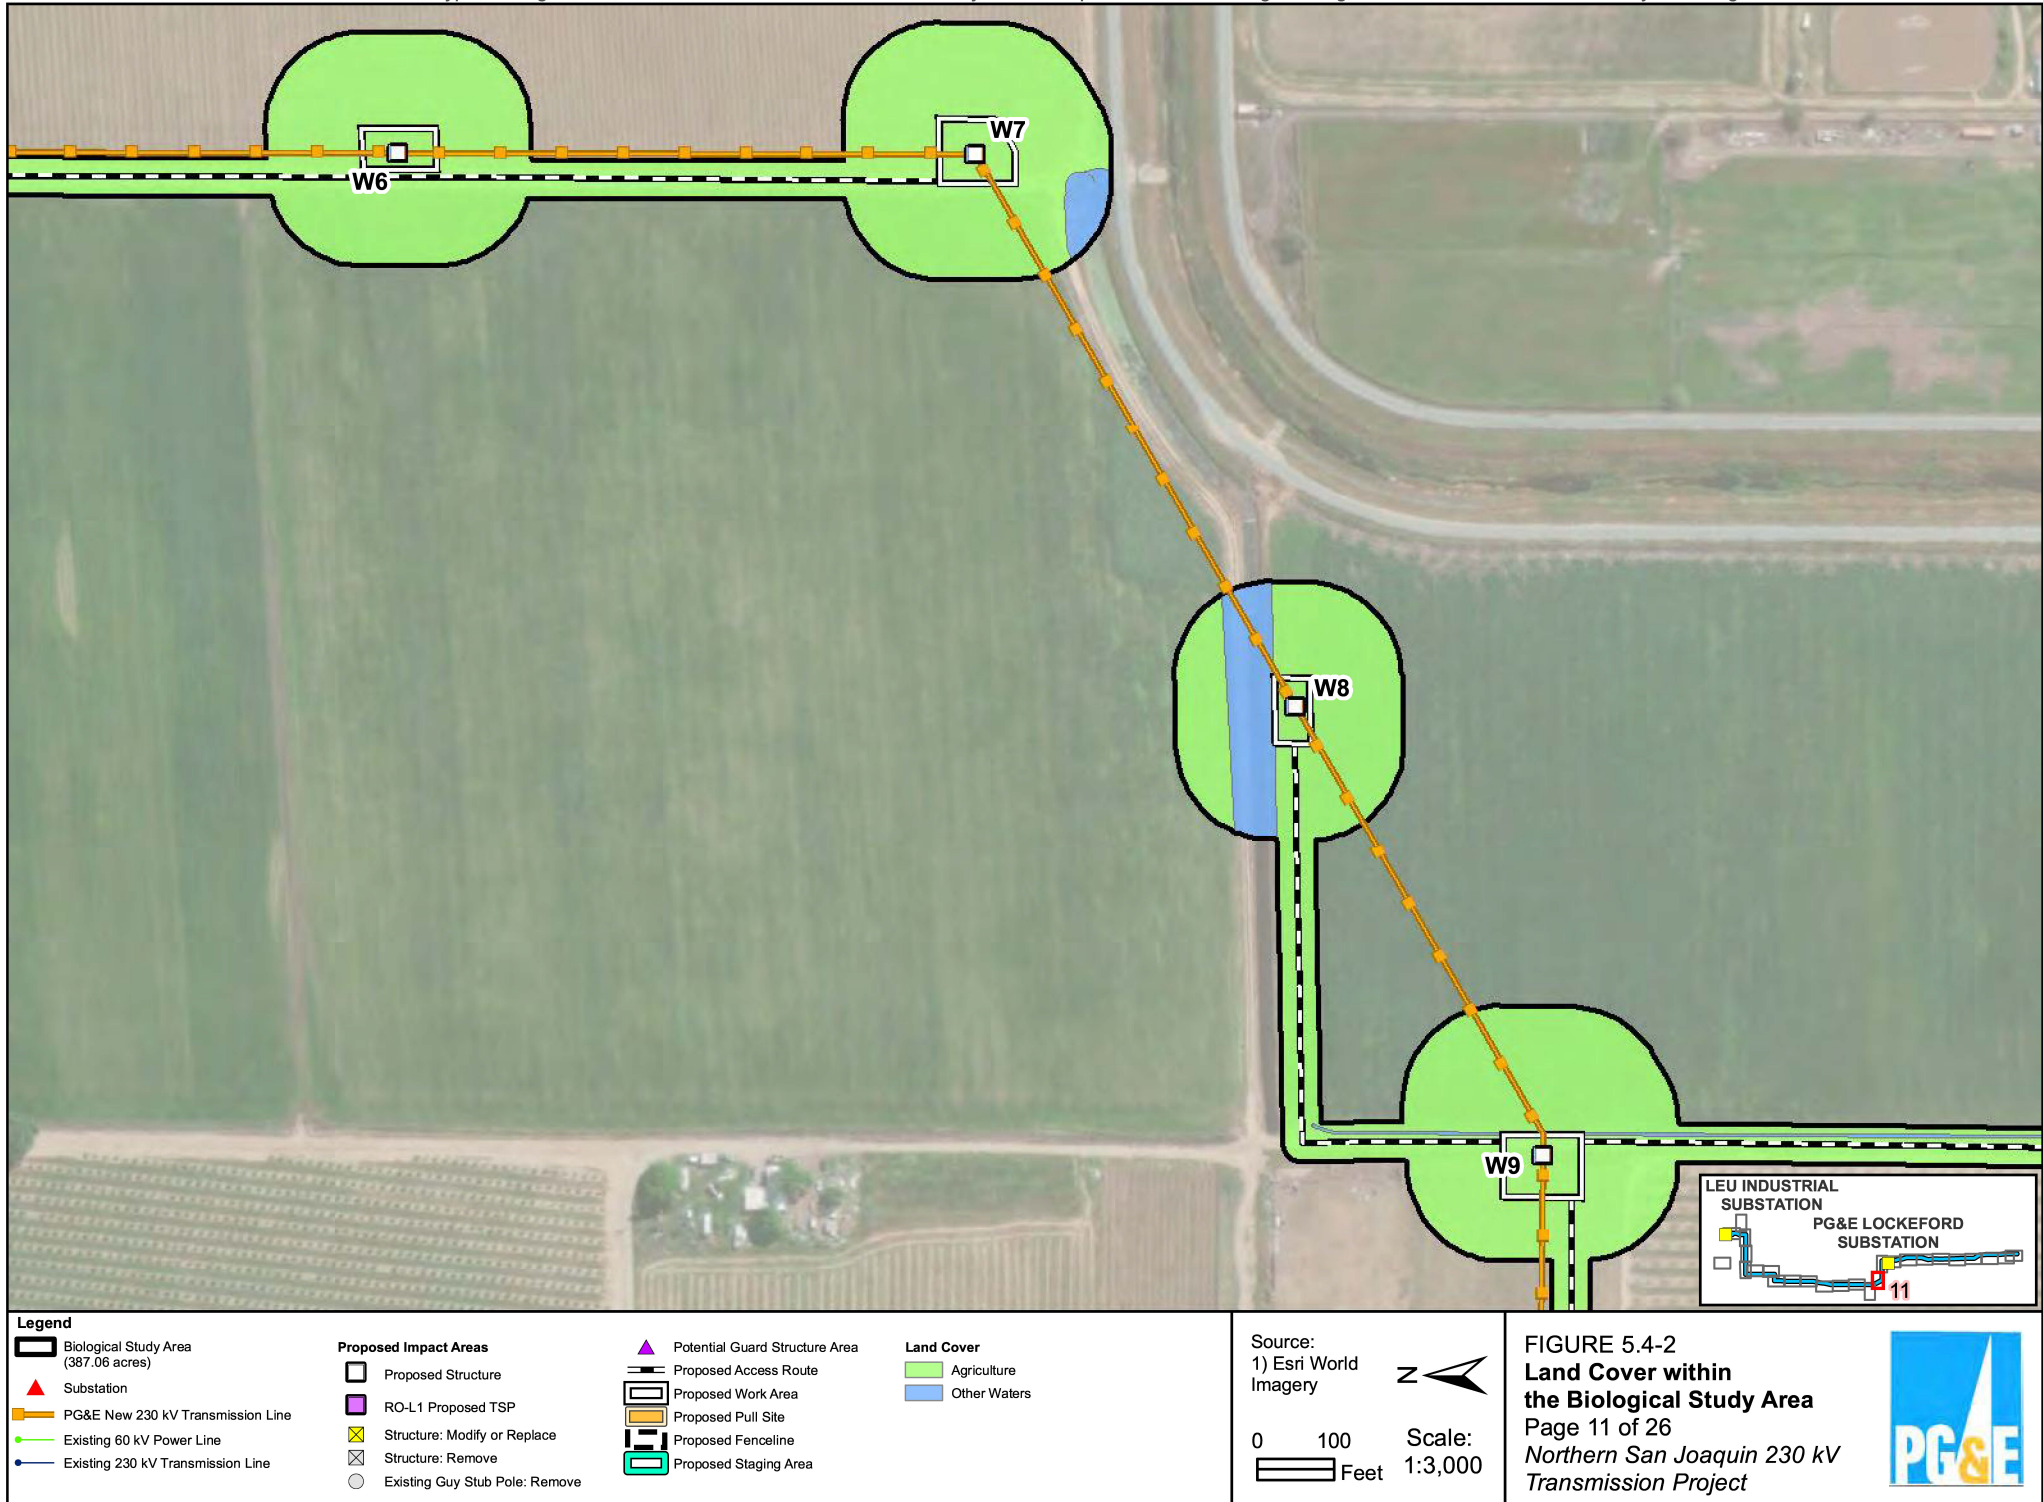 W6
W7
W8
W9
LEU INDUSTRIAL
SUBSTATION
PG&E LOCKEFORD
SUBSTATION
11
Legend
Biological Study Area
(387.06 acres)
Substation
PG&E New 230 kV Transmission Line
Existing 60 kV Power Line
Existing 230 kV Transmission Line
Proposed Impact Areas
Proposed Structure
RO-L1 Proposed TSP
Structure: Modify or Replace
Structure: Remove
Existing Guy Stub Pole: Remove
Potential Guard Structure Area
Proposed Access Route
Proposed Work Area
Proposed Pull Site
Proposed Fenceline
Proposed Staging Area
Land Cover
Agriculture
Other Waters
Source:
1) Esri World
Imagery
N
0 100
Feet
Scale:
1:3,000
FIGURE 5.4-2
Land Cover within
the Biological Study Area
Page 11 of 26
Northern San Joaquin 230 kV
Transmission Project
PG&E